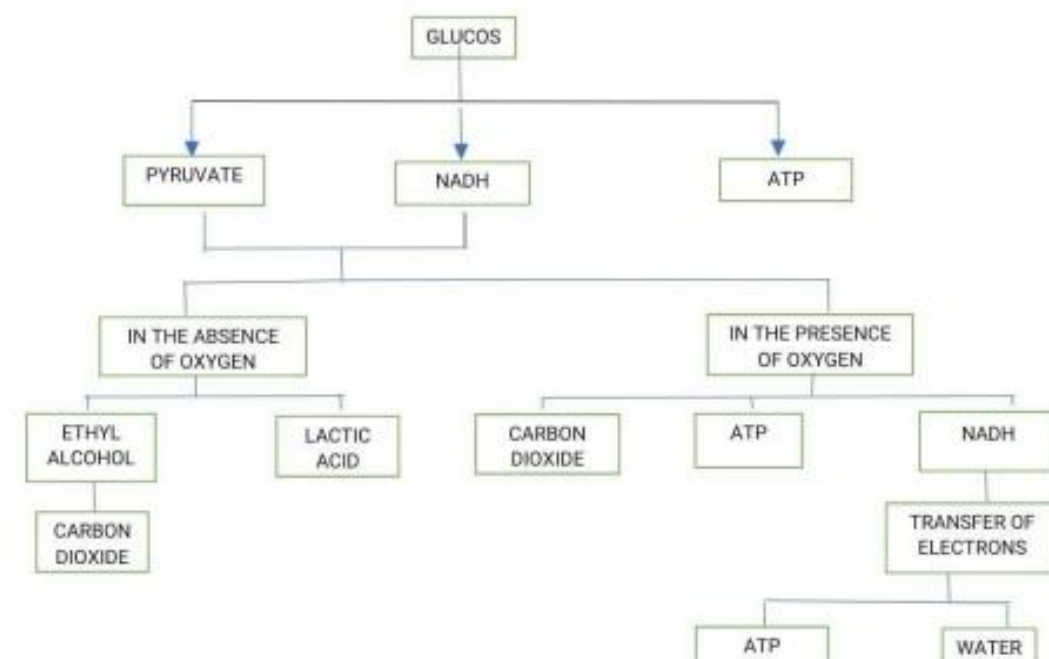 GLUCOS
PYRUVATE
NADH
ATP
IN THE ABSENCE
OF OXYGEN
IN THE PRESENCE
OF OXYGEN
ETHYL
ALCOHOL
LACTIC
ACID
CARBON
DIOXIDE
ATP
NADH
CARBON
DIOXIDE
TRANSFER OF
ELECTRONS
ATP
WATER